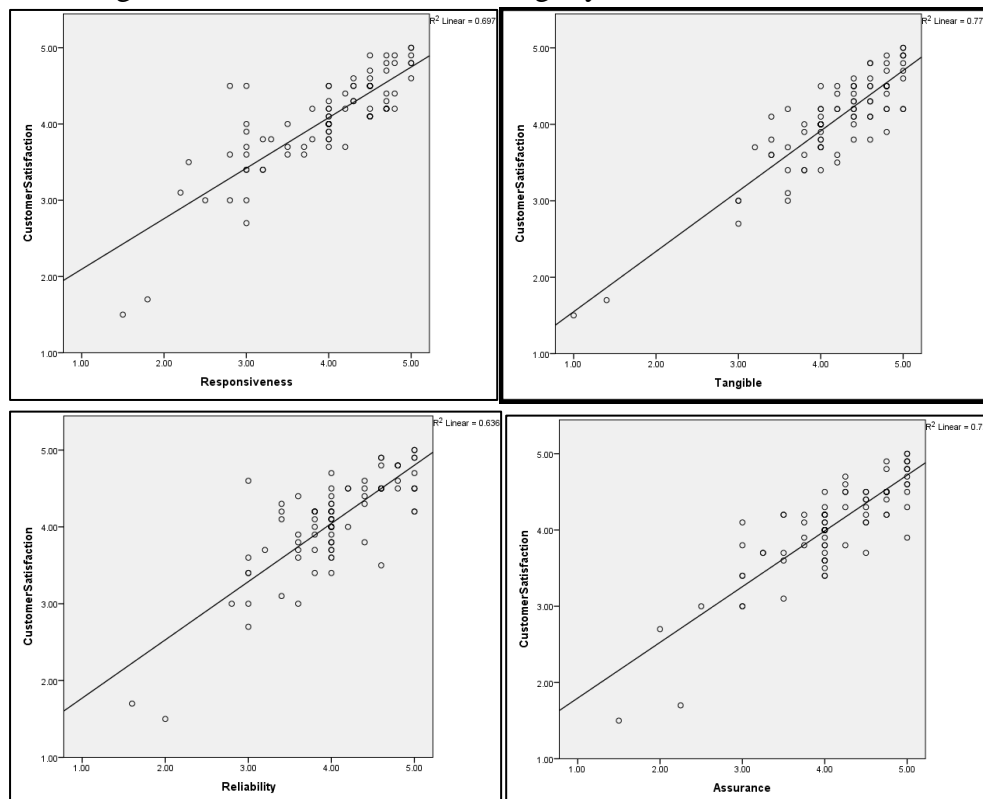 R² Linear = 0.697
CustomerSatisfaction
5.00
4.00
3.00
2.00
1.00
1.00 2.00 3.00 4.00 5.00
Responsiveness
R² Linear = 0.77
CustomerSatisfaction
5.00
4.00
3.00
2.00
1.00
1.00 2.00 3.00 4.00 5.00
Tangible
R² Linear = 0.636
CustomerSatisfaction
5.00
4.00
3.00
2.00
1.00
1.00 2.00 3.00 4.00 5.00
Reliability
R² Linear = 0.7
CustomerSatisfaction
5.00
4.00
3.00
2.00
1.00
1.00 2.00 3.00 4.00 5.00
Assurance